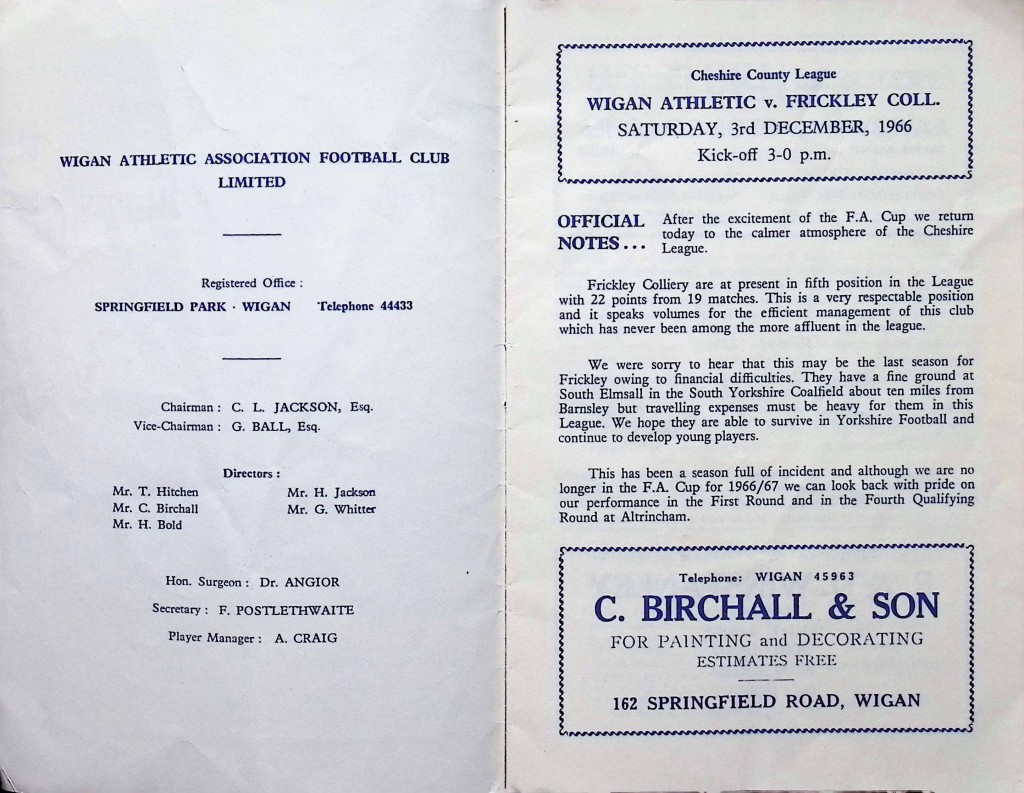 WIGAN ATHLETIC ASSOCIATION FOOTBALL CLUB
LIMITED
Registered Office :
SPRINGFIELD PARK · WIGAN Telephone 44433
Chairman : C. L. JACKSON, Esq.
Vice-Chairman : G. BALL, Esq.
Directors :
Mr. T. Hitchen Mr. H. Jackson
Mr. C. Birchall Mr. G. Whitter
Mr. H. Bold
Hon. Surgeon : Dr. ANGIOR
Secretary : F. POSTLETHWAITE
Player Manager : A. CRAIG
Cheshire County League
WIGAN ATHLETIC v. FRICKLEY COLL.
SATURDAY, 3rd DECEMBER, 1966
Kick-off 3-0 p.m.
OFFICIAL NOTES...
After the excitement of the F.A. Cup we return
today to the calmer atmosphere of the Cheshire
League.
Frickley Colliery are at present in fifth position in the League
with 22 points from 19 matches. This is a very respectable position
and it speaks volumes for the efficient management of this club
which has never been among the more affluent in the league.
We were sorry to hear that this may be the last season for
Frickley owing to financial difficulties. They have a fine ground at
South Elmsall in the South Yorkshire Coalfield about ten miles from
Barnsley but travelling expenses must be heavy for them in this
League. We hope they are able to survive in Yorkshire Football and
continue to develop young players.
This has been a season full of incident and although we are no
longer in the F.A. Cup for 1966/67 we can look back with pride on
our performance in the First Round and in the Fourth Qualifying
Round at Altrincham.
Telephone: WIGAN 45963
C. BIRCHALL & SON
FOR PAINTING and DECORATING
ESTIMATES FREE
162 SPRINGFIELD ROAD, WIGAN